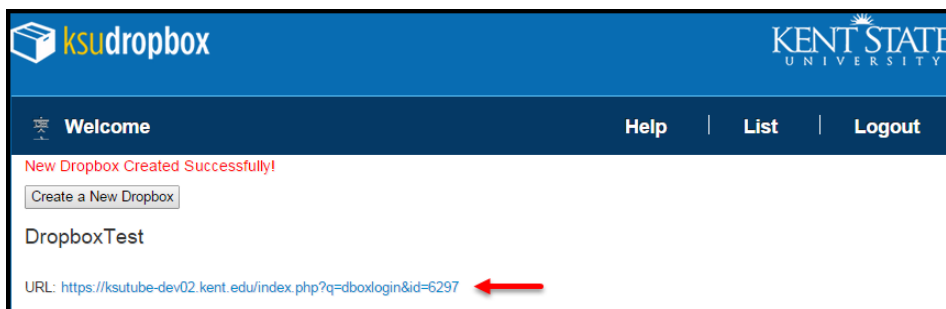 ksudropbox
KENT STATE
UNIVERSITY
Welcome
Help | List | Logout
New Dropbox Created Successfully!
Create a New Dropbox
DropboxTest
URL: https://ksutube-dev02.kent.edu/index.php?q=dboxlogin&id=6297